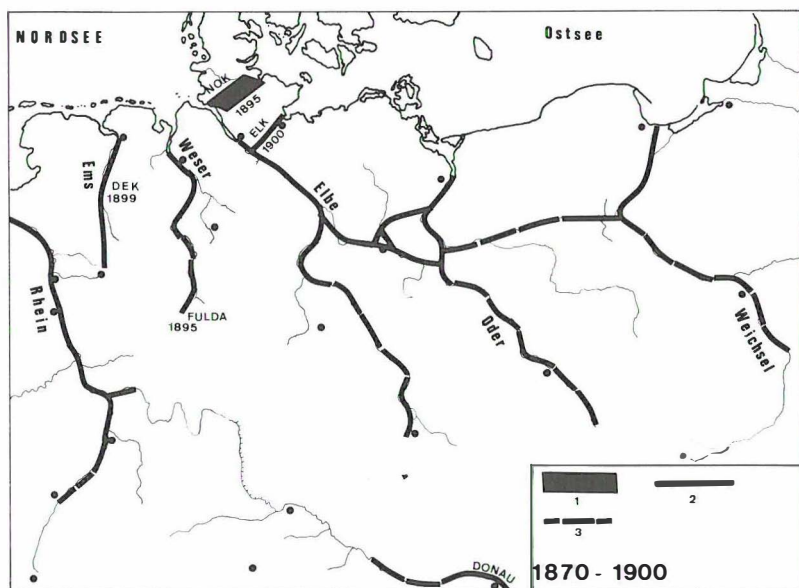 NORDSEE
Ostsee
NOK
1895
ELK
1900
Ems
DEK
1899
Weser
Elbe
Rhein
FULDA
1895
Oder
Weichsel
DONAU
1
2
3
1870 - 1900